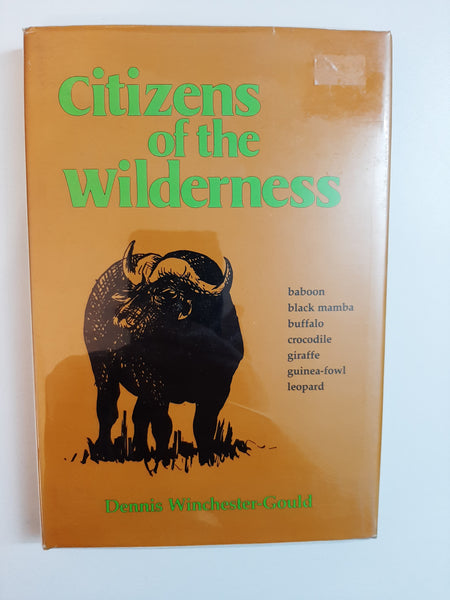 Citizens
of the
Wilderness
baboon
black mamba
buffalo
crocodile
giraffe
guinea-fowl
leopard
Dennis Winchester-Gould